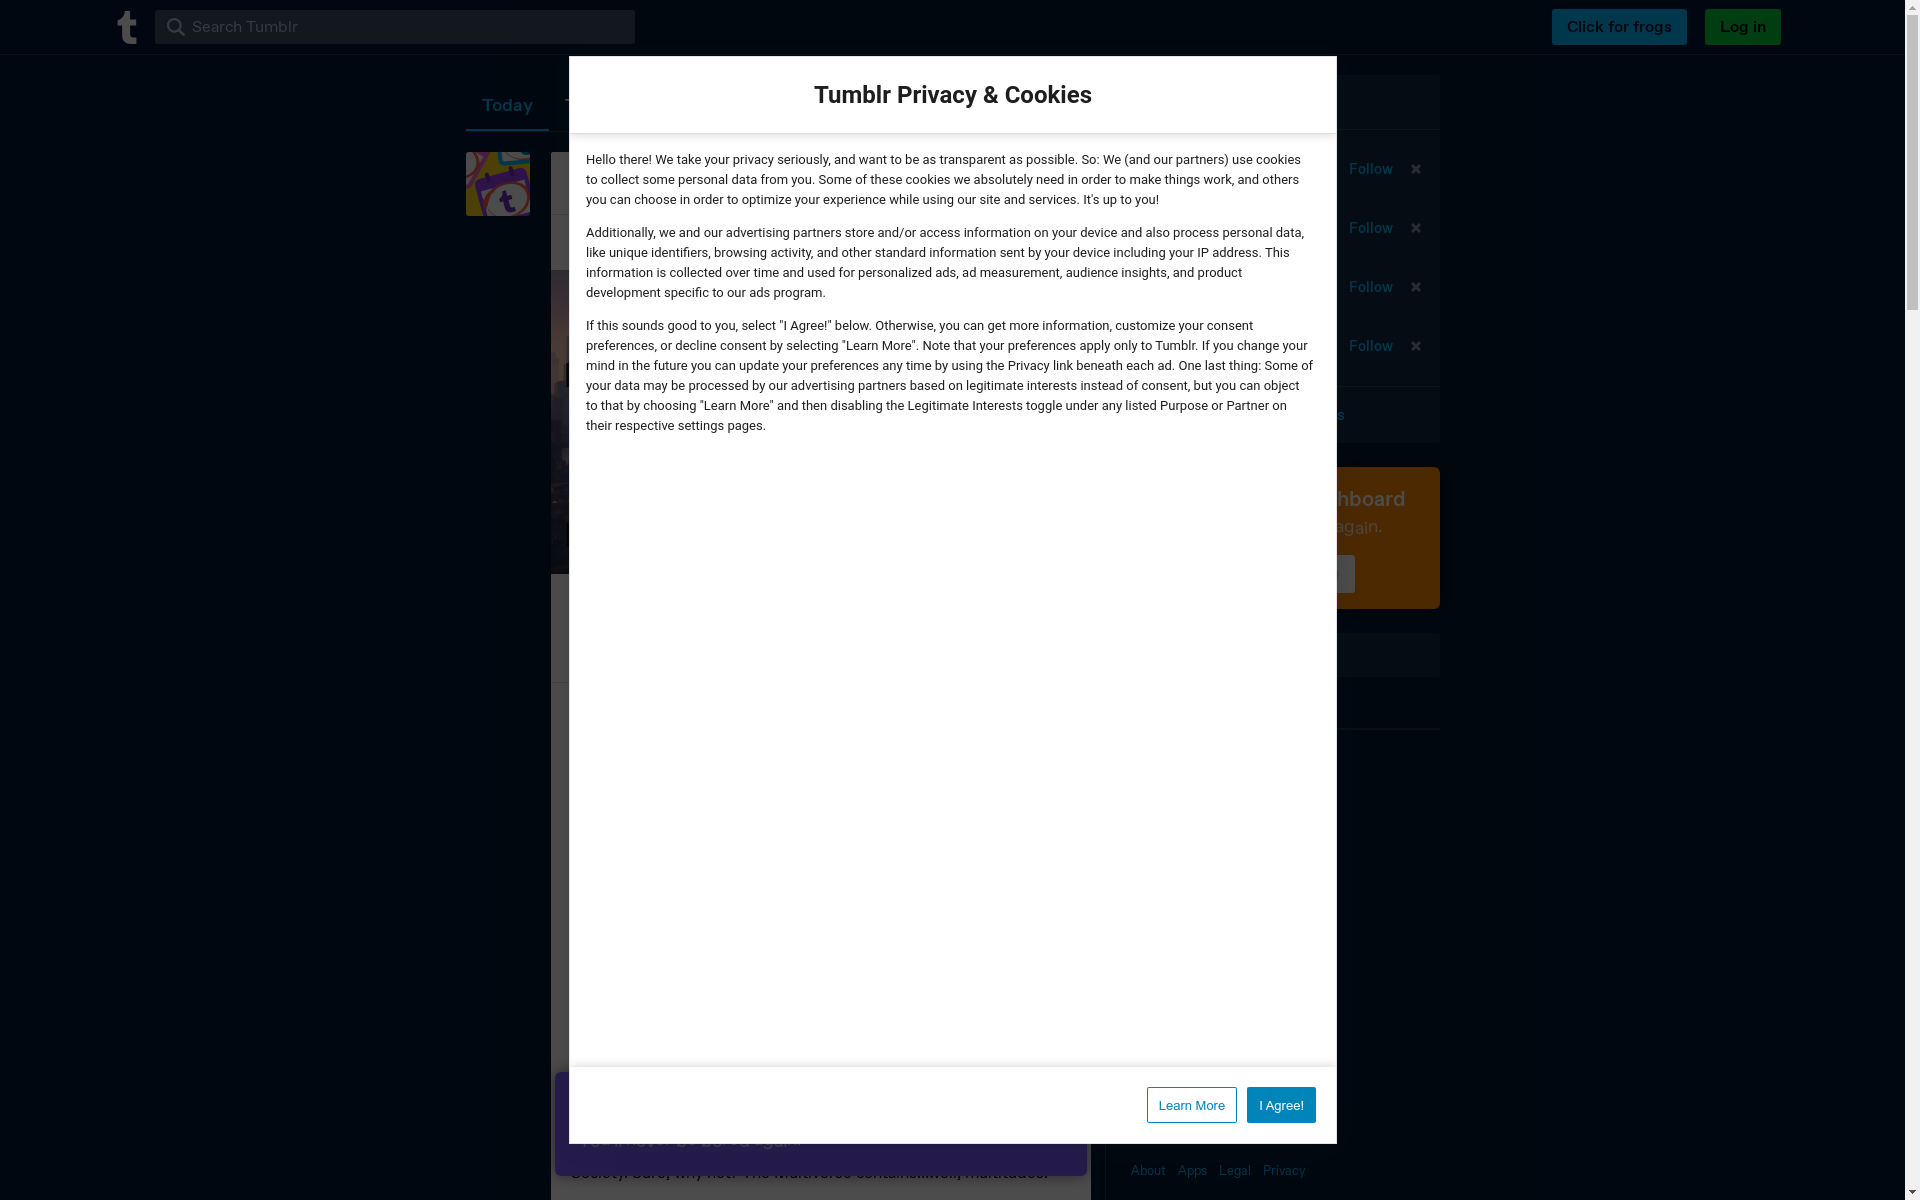 t
Search Tumblr
Click for frogs
Log in
Tumblr Privacy & Cookies
Today
Hello there! We take your privacy seriously, and want to be as transparent as possible. So: We (and our partners) use cookies
to collect some personal data from you. Some of these cookies we absolutely need in order to make things work, and others
you can choose in order to optimize your experience while using our site and services. It's up to you!
Additionally, we and our advertising partners store and/or access information on your device and also process personal data,
like unique identifiers, browsing activity, and other standard information sent by your device including your IP address. This
information is collected over time and used for personalized ads, ad measurement, audience insights, and product
development specific to our ads program.
If this sounds good to you, select "I Agree!" below. Otherwise, you can get more information, customize your consent
preferences, or decline consent by selecting "Learn More". Note that your preferences apply only to Tumblr. If you change your
mind in the future you can update your preferences any time by using the Privacy link beneath each ad. One last thing: Some of
your data may be processed by our advertising partners based on legitimate interests instead of consent, but you can object
to that by choosing "Learn More" and then disabling the Legitimate Interests toggle under any listed Purpose or Partner on
their respective settings pages.
Follow
Follow
Follow
Follow
hboard
again.
Learn More
I Agree!
About Apps Legal Privacy